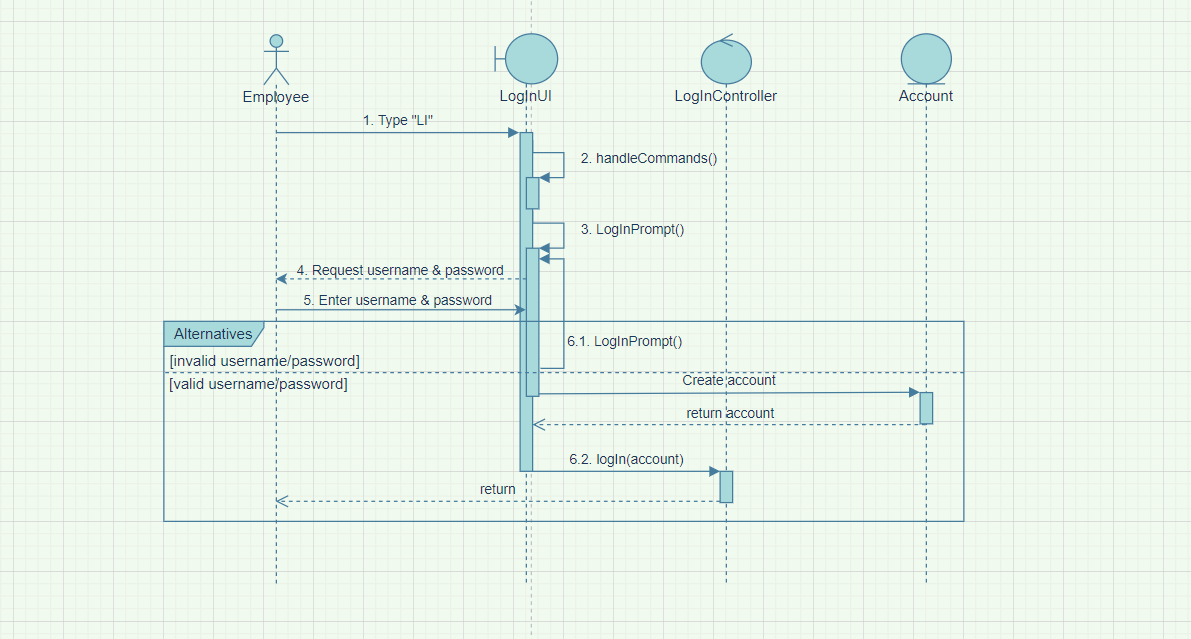 Employee
LogInUI
LogInController
Account
1. Type "LI"
2. handleCommands()
3. LogInPrompt()
4. Request username & password
5. Enter username & password
Alternatives
6.1. LogInPrompt()
[invalid username/password]
[valid username/password]
Create account
return account
6.2. logIn(account)
return